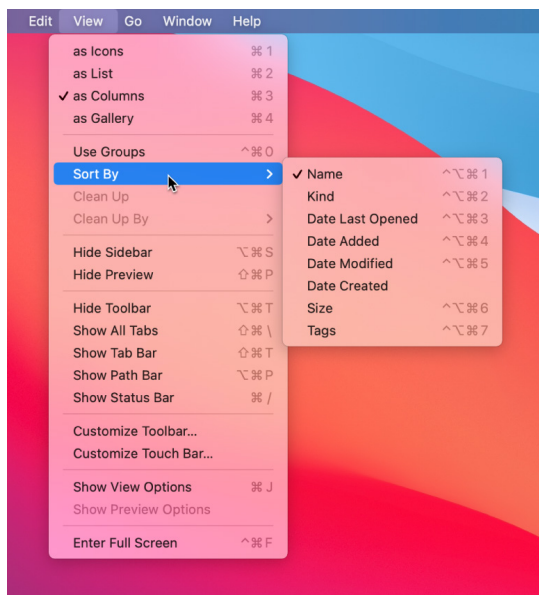 Edit View Go Window Help
as Icons ⌘ 1
as List ⌘ 2
✓ as Columns ⌘ 3
as Gallery ⌘ 4
Use Groups ^⌘0
Sort By >
Clean Up
Clean Up By >
Hide Sidebar ⌥⌘S
Hide Preview ⇧⌘P
Hide Toolbar ⌥⌘T
Show All Tabs ⇧⌘\
Show Tab Bar ⇧⌘T
Show Path Bar ⌥⌘P
Show Status Bar ⌘ /
Customize Toolbar...
Customize Touch Bar...
Show View Options ⌘ J
Show Preview Options
Enter Full Screen ^⌘F
✓ Name ^⌥⌘1
Kind ^⌥⌘2
Date Last Opened ^⌥⌘3
Date Added ^⌥⌘4
Date Modified ^⌥⌘5
Date Created
Size ^⌥⌘6
Tags ^⌥⌘7